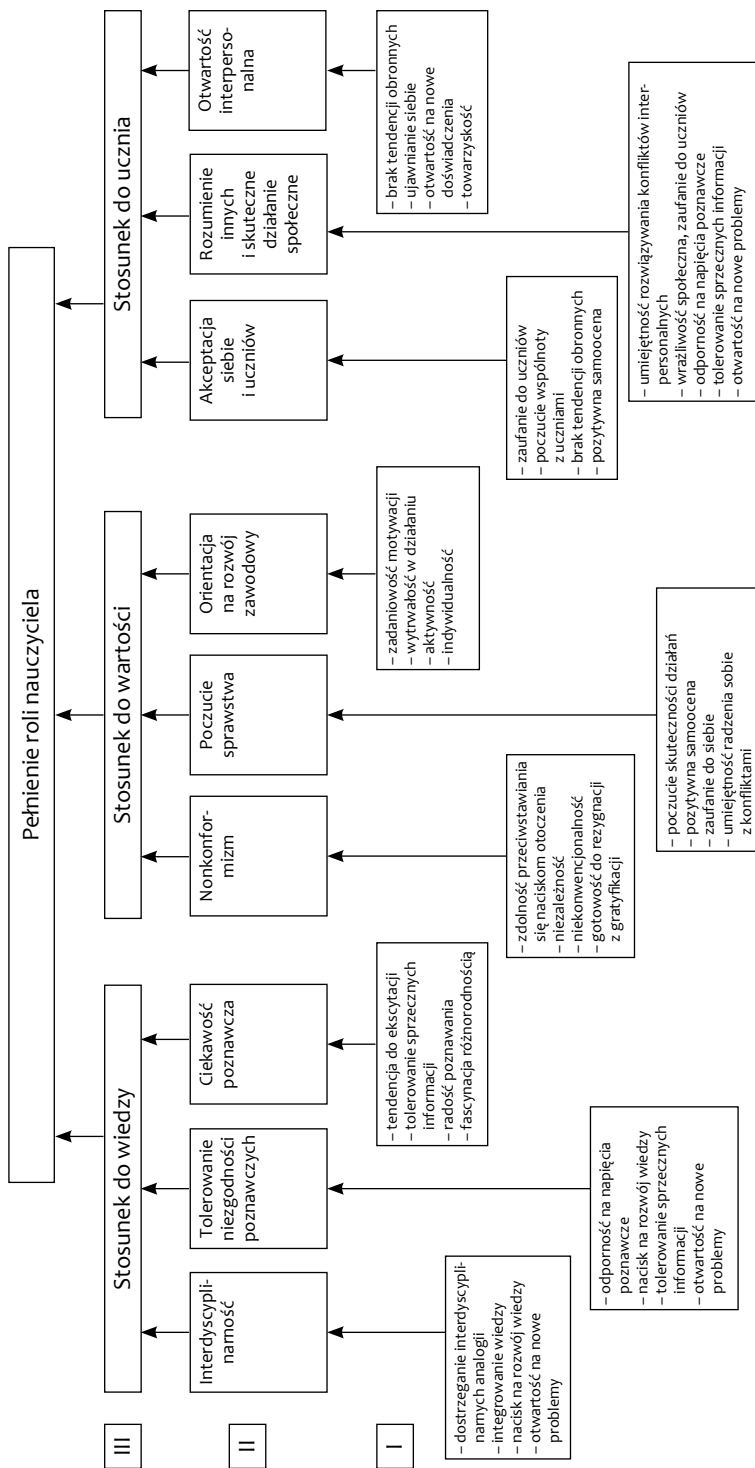 Pełnienie roli nauczyciela
III
Stosunek do wiedzy
Stosunek do wartości
Stosunek do ucznia
II
Interdyscypli-
narność
Tolerowanie
niezgodności
poznawczych
Ciekawość
poznawcza
Nonkonfor-
mizm
Poczucie
sprawstwa
Orientacja
na rozwój
zawodowy
Akceptacja
siebie
i uczniów
Rozumienie
innych
i skuteczne
działanie
społeczne
Otwartość
interperso-
nalna
I
– dostrzeganie interdyscypli-
narnych analogii
– integrowanie wiedzy
– nacisk na rozwój wiedzy
– otwartość na nowe
problemy
– odporność na napięcia
poznawcze
– nacisk na rozwój wiedzy
– tolerowanie sprzecznych
informacji
– otwartość na nowe
problemy
– tendencja do ekscytacji
– tolerowanie sprzecznych
informacji
– radość poznawania
– fascynacja różnorodnością
– zdolność przeciwstawiania
się naciskom otoczenia
– niezależność
– niekonwencjonalność
– gotowość do rezygnacji
z gratyfikacji
– poczucie skuteczności działań
– pozytywna samoocena
– zaufanie do siebie
– umiejętność radzenia sobie
z konfliktami
– zadaniowość motywacji
– wytrwałość w działaniu
– aktywność
– indywidualność
– zaufanie do uczniów
– poczucie wspólnoty
z uczniami
– brak tendencji obronnych
– pozytywna samoocena
– umiejętność rozwiązywania konfliktów inter-
personalnych
– wrażliwość społeczna, zaufanie do uczniów
– odporność na napięcia poznawcze
– tolerowanie sprzecznych informacji
– otwartość na nowe problemy
– brak tendencji obronnych
– ujawnianie siebie
– otwartość na nowe
doświadczenia
– towarzyskość